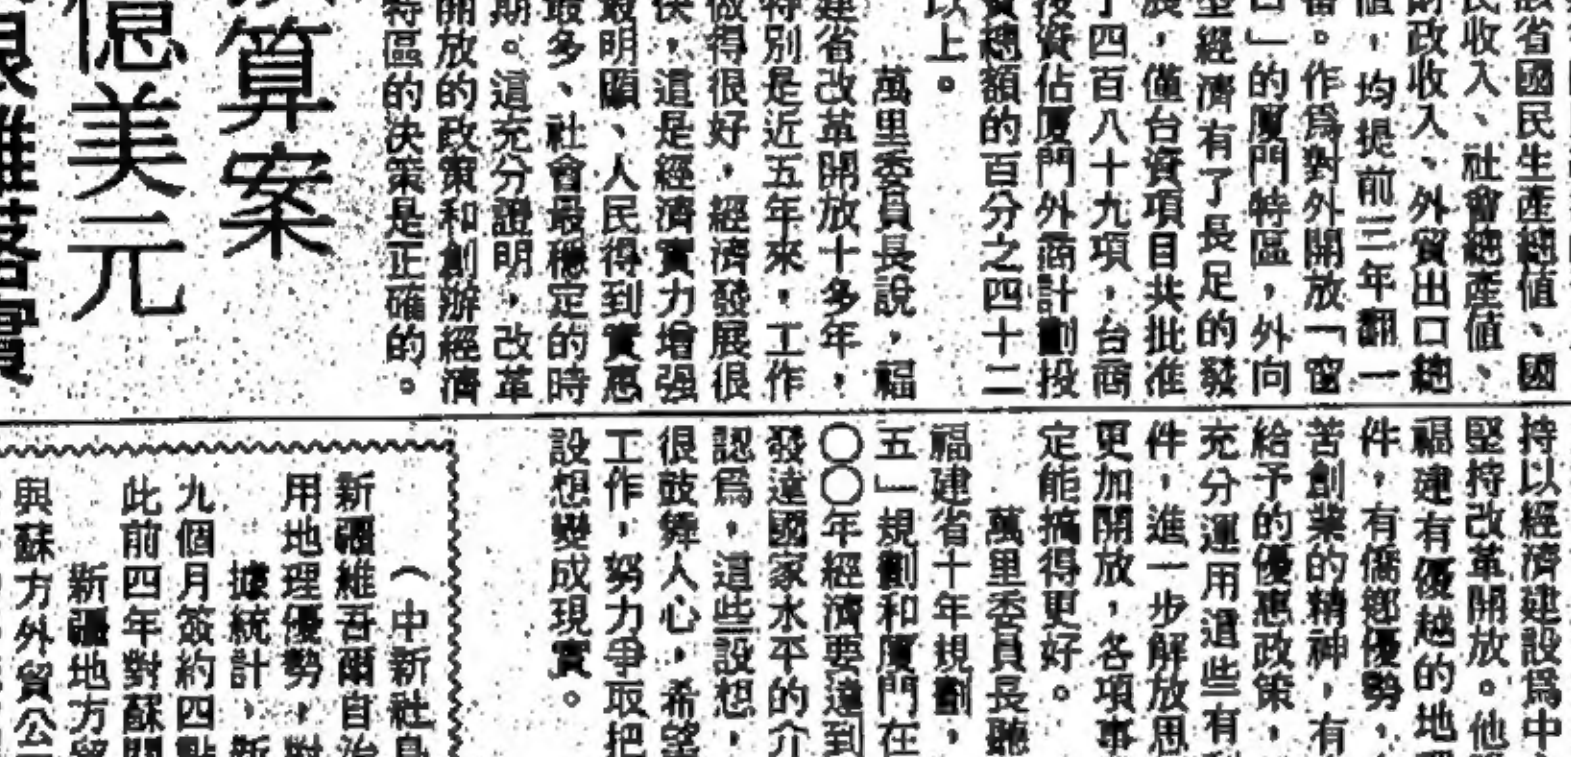 該省國民生產總值、國
民收入、社會總產值、
財政收入、外貿出口總
值，均提前三年翻一
番。作爲對外開放「窗
口」的厦門特區，外向
型經濟有了長足的發
展，僅台資項目共批准
了四百八十九項，台商
投資佔厦門外商計劃投
資總額的百分之四十二
以上。
萬里委員長說，福
建省改革開放十多年，
特別是近五年來，工作
做得很好，經濟發展很
快，這是經濟實力增强
最明顯、人民得到實惠
最多、社會最穩定的時
期。這充分證明，改革
開放的政策和創辦經濟
特區的決策是正確的。
算案
億美元
持以經濟建設爲中
堅持改革開放。他
福建有優越的地
件，有僑鄉優勢，
苦創業的精神，有
給予的優惠政策，
充分運用這些有
件，進一步解放思
更加開放，各項事
定能搞得更好。
萬里委員長聽
福建省十年規劃，
五」規劃和厦門在
〇〇年經濟要達到
發達國家水平的介
認爲，這些設想，
很鼓舞人心，希望
工作，努力爭取把
設想變成現實。
（中新社烏
新疆維吾爾自治
用地理優勢，對
據統計，新
九個月簽約四點
此前四年對蘇
新疆地方貿
與蘇方外貿公